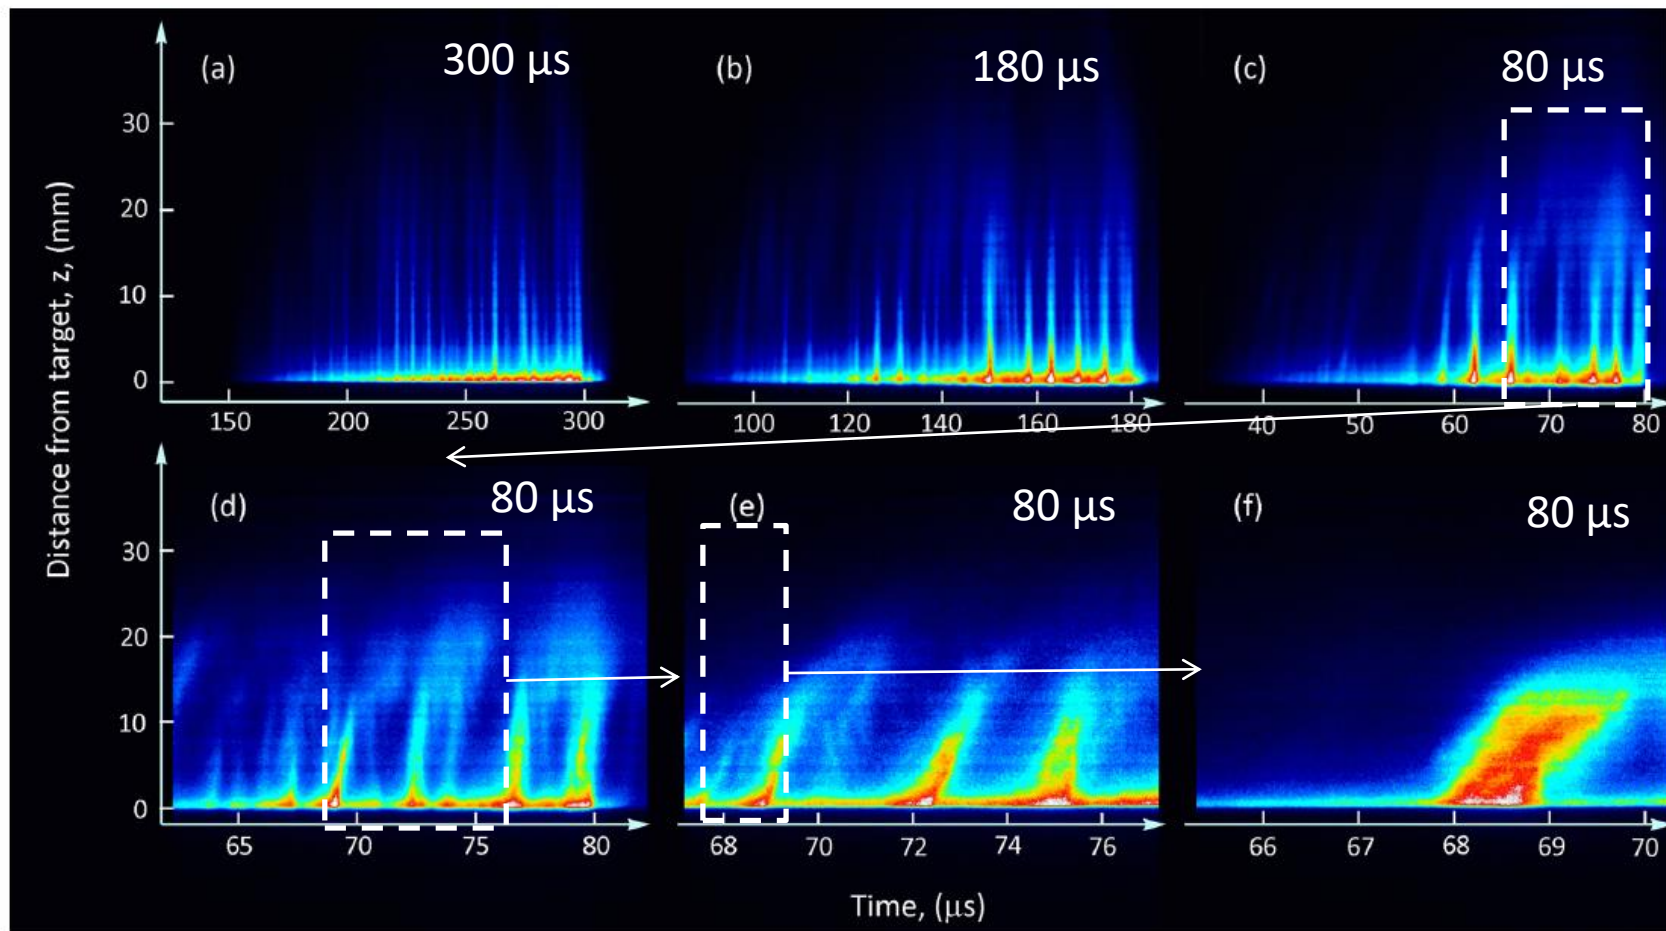 (a)
300 μs
(b)
180 μs
(c)
80 μs
30
20
10
0
150 200 250 300
100 120 140 160 180
40 50 60 70 80
Distance from target, z, (mm)
(d)
80 μs
(e)
80 μs
(f)
80 μs
30
20
10
0
65 70 75 80
68 70 72 74 76
66 67 68 69 70
Time, (μs)